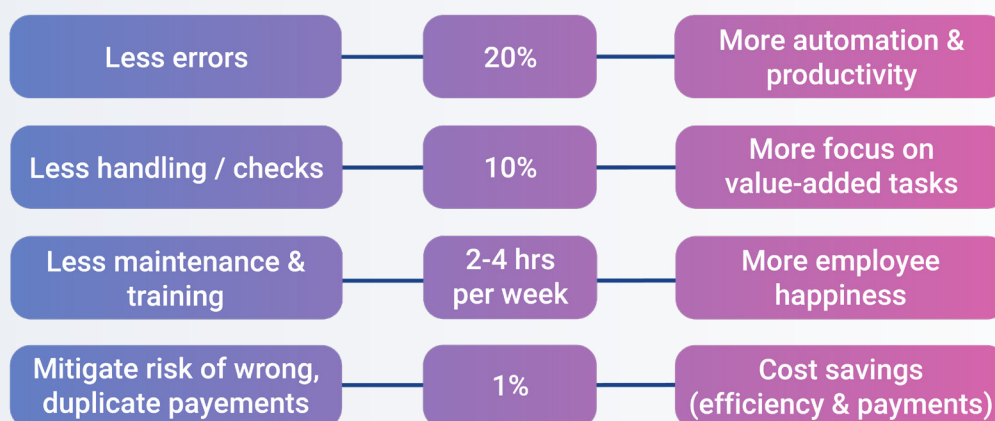 Less errors
20%
More automation &
productivity
Less handling / checks
10%
More focus on
value-added tasks
Less maintenance &
training
2-4 hrs
per week
More employee
happiness
Mitigate risk of wrong,
duplicate payements
1%
Cost savings
(efficiency & payments)